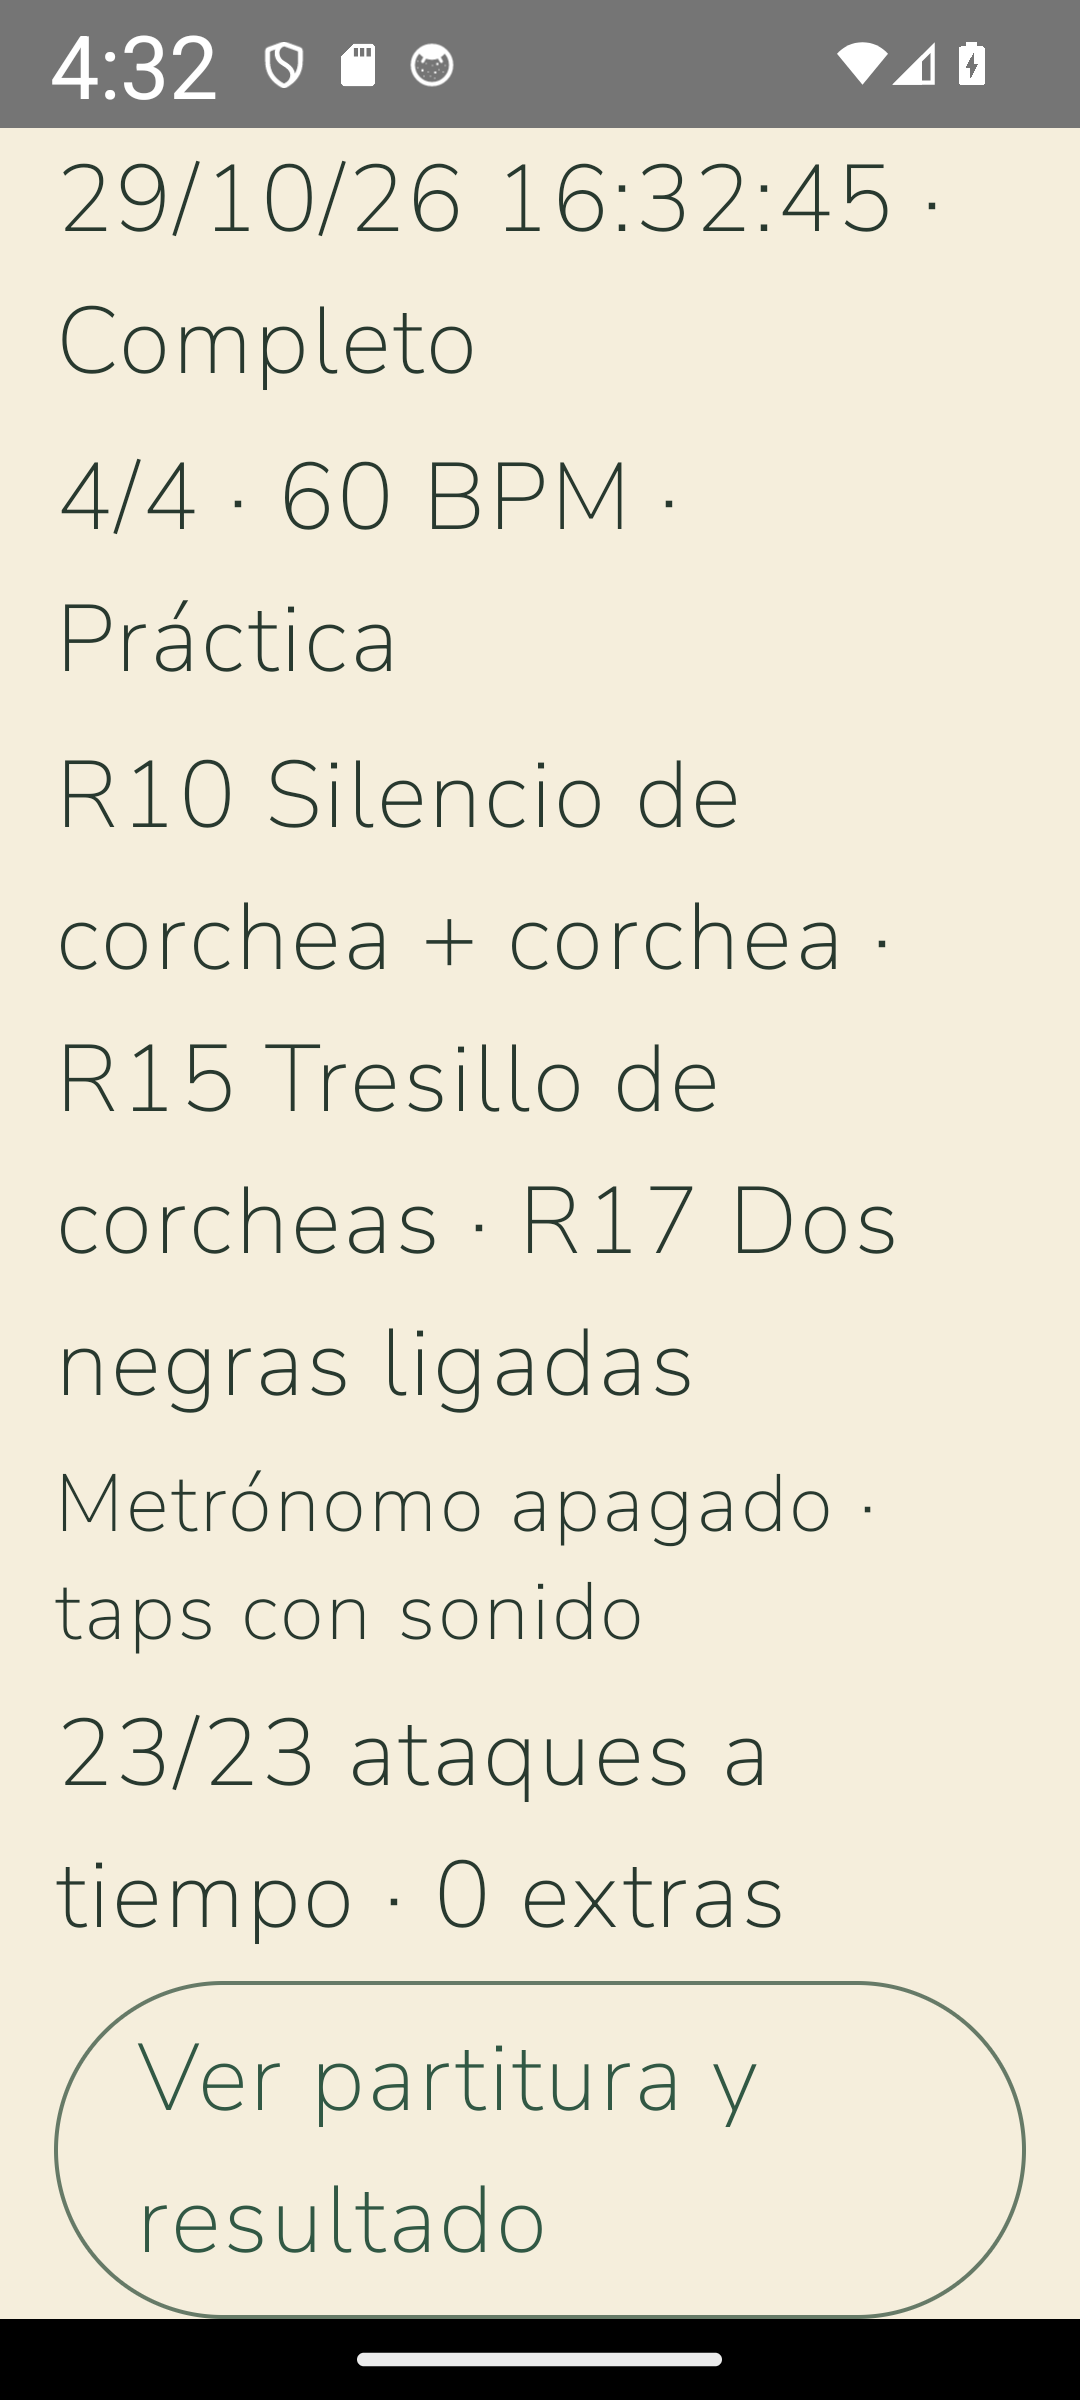 4:32
29/10/26 16:32:45 ·
Completo
4/4 · 60 BPM ·
Práctica
R10 Silencio de
corchea + corchea ·
R15 Tresillo de
corcheas · R17 Dos
negras ligadas
Metrónomo apagado ·
taps con sonido
23/23 ataques a
tiempo · 0 extras
Ver partitura y
resultado